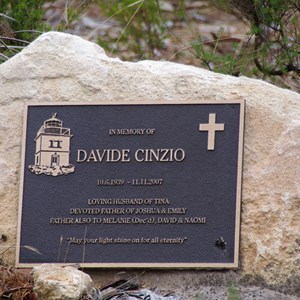 IN MEMORY OF
DAVIDE CINZIO
10.6.1939 - 11.11.2007
LOVING HUSBAND OF TINA
DEVOTED FATHER OF JOSHUA & EMILY
FATHER ALSO TO MELANIE (Dec'd), DAVID & NAOMI
"May your light shine on for all eternity"